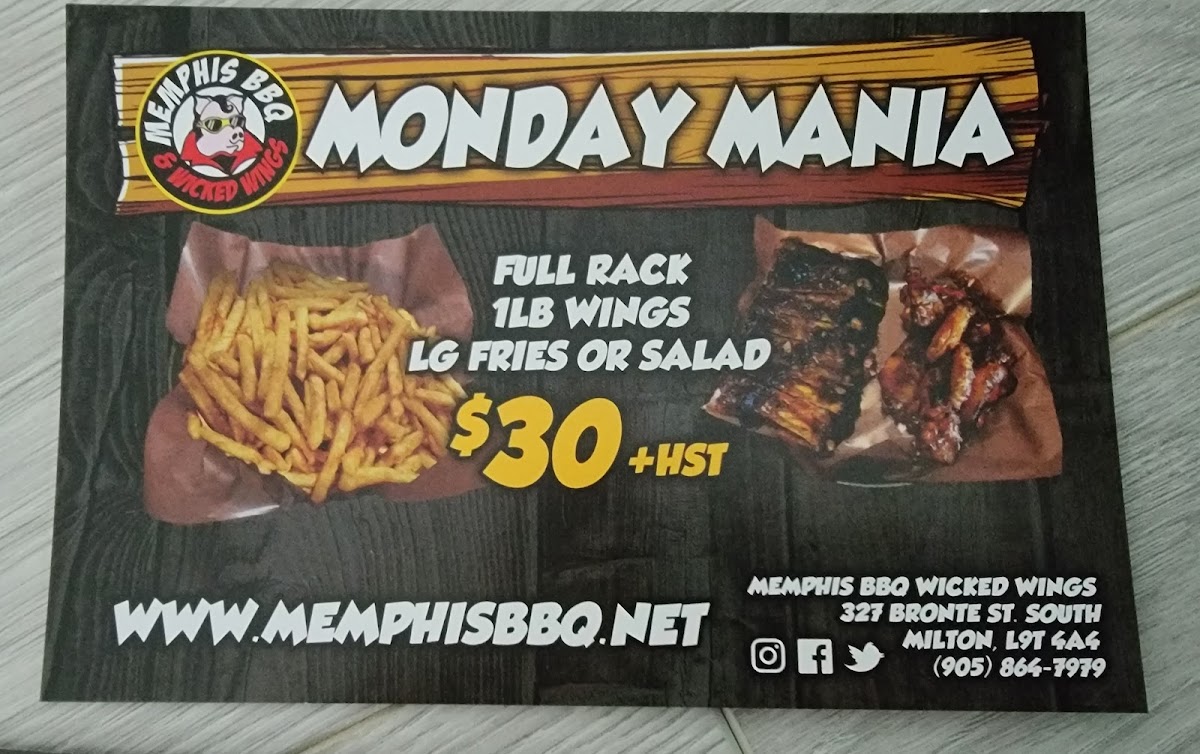 MEMPHIS BBQ
& WICKED WINGS
MONDAY MANIA
FULL RACK
1LB WINGS
LG FRIES OR SALAD
$30 +HST
WWW.MEMPHISBBQ.NET
MEMPHIS BBQ WICKED WINGS
327 BRONTE ST. SOUTH
MILTON, L9T 4A4
(905) 864-7979